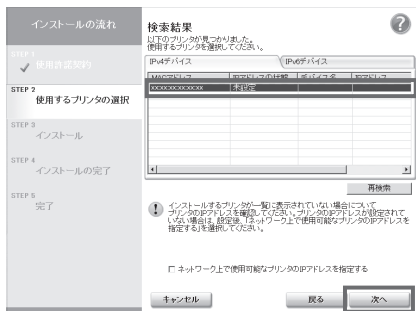 インストールの流れ
STEP 1
使用許諾契約
STEP 2
使用するプリンタの選択
STEP 3
インストール
STEP 4
インストールの完了
STEP 5
完了
検索結果
以下のプリンタが見つかりました。
使用するプリンタを選択してください。
IPv4デバイス IPv6デバイス
MACアドレス IPアドレスの状態 デバイス名 IPアドレス
xxxxxxxxxxxx 未設定
再検索
インストールするプリンタが一覧に表示されていない場合について
プリンタのIPアドレスを確認してください。プリンタのIPアドレスが設定されて
いない場合は、設定後、「ネットワーク上で使用可能なプリンタのIPアドレスを
指定する」を選択してください。
ネットワーク上で使用可能なプリンタのIPアドレスを指定する
キャンセル 戻る 次へ